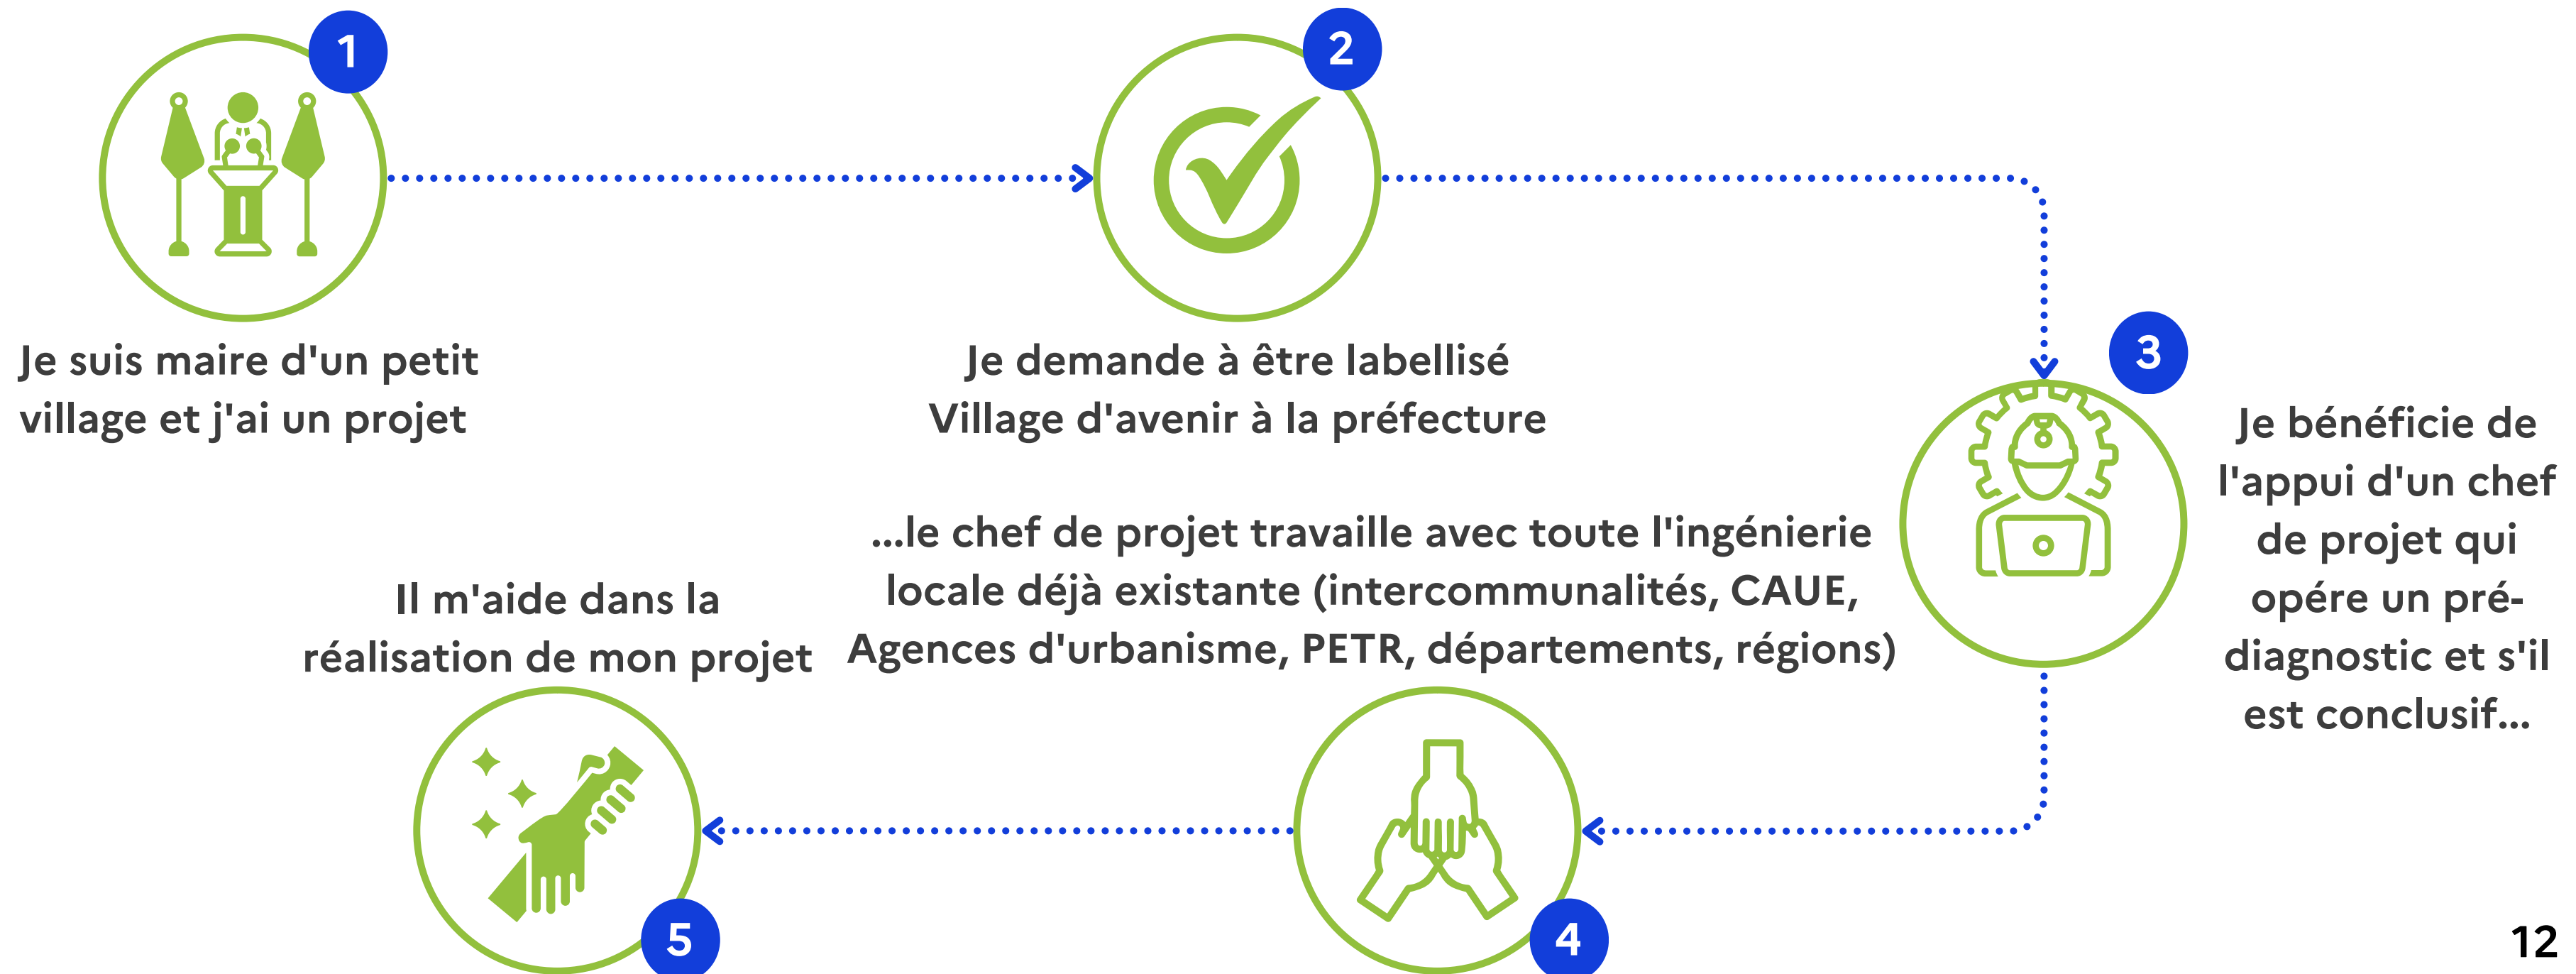 1
Je suis maire d'un petit
village et j'ai un projet
2
Je demande à être labellisé
Village d'avenir à la préfecture
3
Je bénéficie de
l'appui d'un chef
de projet qui
opére un pré-
diagnostic et s'il
est conclusif...
...le chef de projet travaille avec toute l'ingénierie
locale déjà existante (intercommunalités, CAUE,
Agences d'urbanisme, PETR, départements, régions)
4
Il m'aide dans la
réalisation de mon projet
5
12